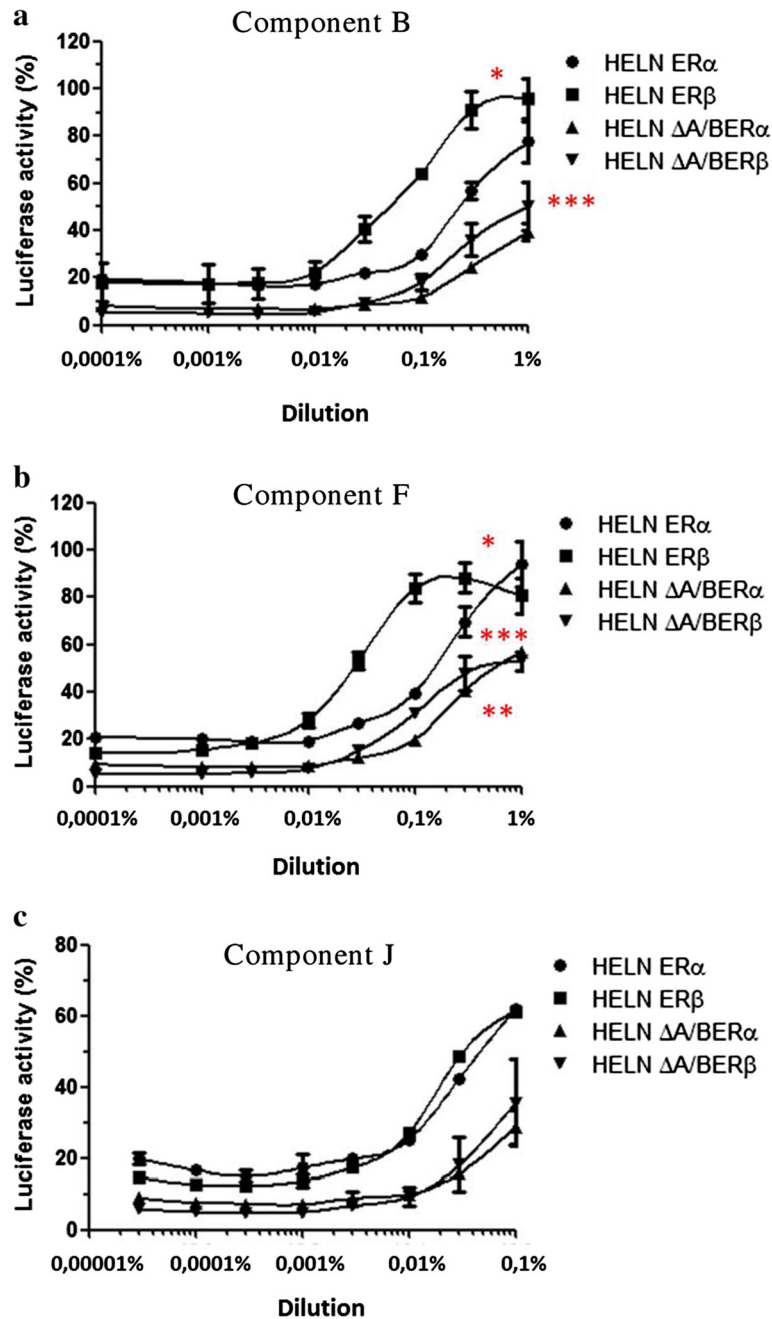 a
Component B
Luciferase activity (%)
120
100
80
60
40
20
0
0,0001%
0,001%
0,01%
0,1%
1%
Dilution
*
***
HELN ERα
HELN ERβ
HELN ΔA/BERα
HELN ΔA/BERβ
b
Component F
Luciferase activity (%)
120
100
80
60
40
20
0
0,0001%
0,001%
0,01%
0,1%
1%
Dilution
*
***
**
HELN ERα
HELN ERβ
HELN ΔA/BERα
HELN ΔA/BERβ
c
Component J
Luciferase activity (%)
80
60
40
20
0
0,00001%
0,0001%
0,001%
0,01%
0,1%
Dilution
HELN ERα
HELN ERβ
HELN ΔA/BERα
HELN ΔA/BERβ